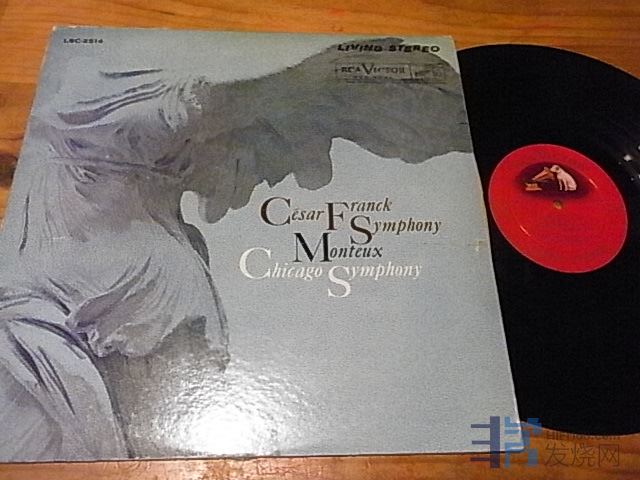 LSC-2514
LIVING STEREO
RCA VICTOR
César Franck
Symphony
Monteux
Chicago Symphony
发烧网